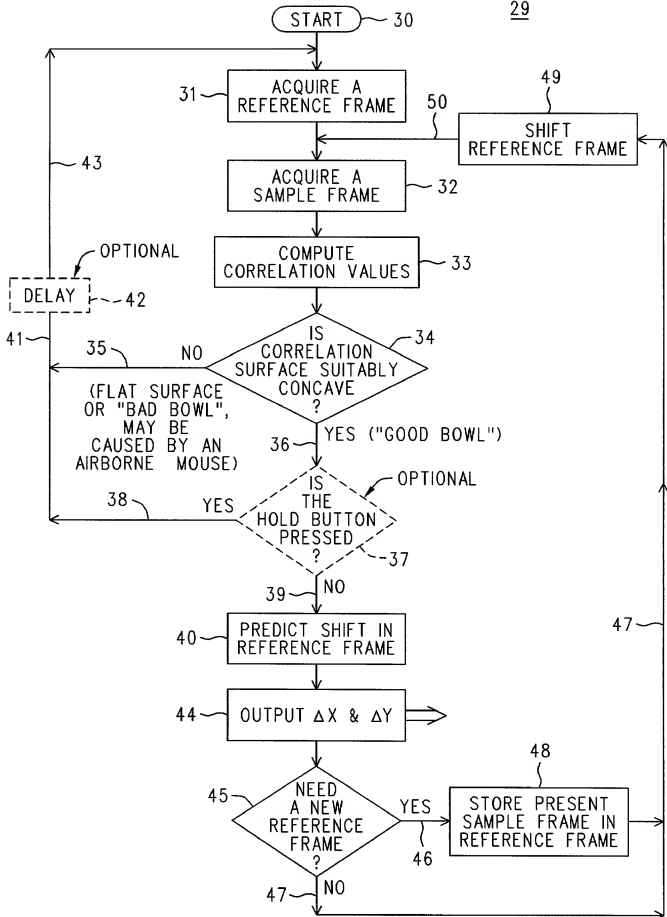 29
START
30
31
ACQUIRE A
REFERENCE FRAME
49
50
SHIFT
REFERENCE FRAME
43
ACQUIRE A
SAMPLE FRAME
32
OPTIONAL
COMPUTE
CORRELATION VALUES
33
DELAY
42
41
35
NO
IS
CORRELATION
SURFACE SUITABLY
CONCAVE
?
34
(FLAT SURFACE
OR "BAD BOWL",
MAY BE
CAUSED BY AN
AIRBORNE MOUSE)
36
YES ("GOOD BOWL")
OPTIONAL
38
YES
IS
THE
HOLD BUTTON
PRESSED
?
37
39
NO
40
PREDICT SHIFT IN
REFERENCE FRAME
47
44
OUTPUT ΔX & ΔY
45
NEED
A NEW
REFERENCE
FRAME
?
YES
46
48
STORE PRESENT
SAMPLE FRAME IN
REFERENCE FRAME
47
NO